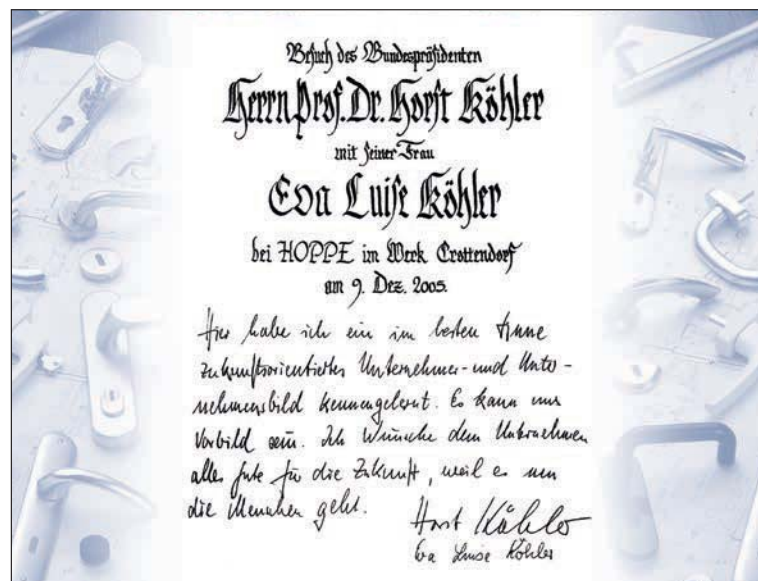 Besuch des Bundespräsidenten
Herrn Prof. Dr. Horst Köhler
mit seiner Frau
Eva Luise Köhler
bei HOPPE im Werk Crottendorf
am 9. Dez. 2005.
Hier habe ich ein im besten Sinne
zukunftsorientiertes Unternehmer- und Unter-
nehmensbild kennengelernt. Es kann nur
Vorbild sein. Ich wünsche dem Unternehmen
alles Gute für die Zukunft, weil es um
die Menschen geht.
Horst Köhler
Eva Luise Köhler